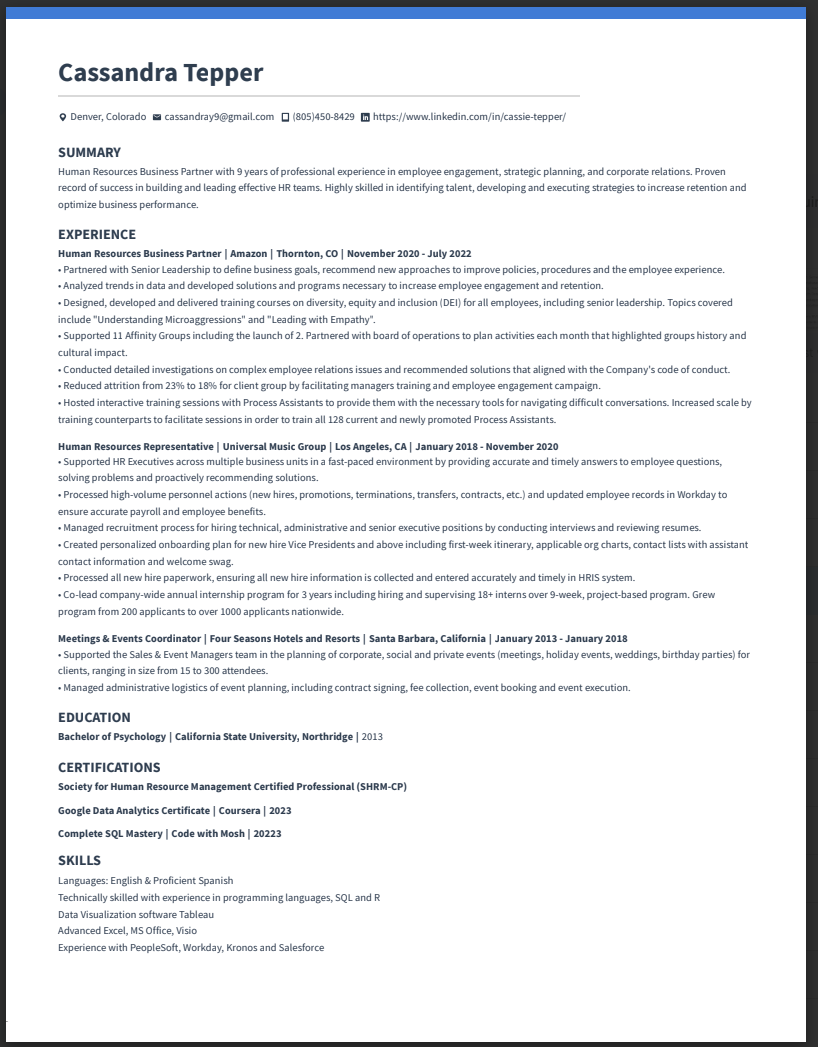 Cassandra Tepper
Denver, Colorado cassandray9@gmail.com (805)450-8429 https://www.linkedin.com/in/cassie-tepper/
SUMMARY
Human Resources Business Partner with 9 years of professional experience in employee engagement, strategic planning, and corporate relations. Proven
record of success in building and leading effective HR teams. Highly skilled in identifying talent, developing and executing strategies to increase retention and
optimize business performance.
EXPERIENCE
Human Resources Business Partner | Amazon | Thornton, CO | November 2020 - July 2022
• Partnered with Senior Leadership to define business goals, recommend new approaches to improve policies, procedures and the employee experience.
• Analyzed trends in data and developed solutions and programs necessary to increase employee engagement and retention.
• Designed, developed and delivered training courses on diversity, equity and inclusion (DEI) for all employees, including senior leadership. Topics covered
include "Understanding Microaggressions" and "Leading with Empathy".
• Supported 11 Affinity Groups including the launch of 2. Partnered with board of operations to plan activities each month that highlighted groups history and
cultural impact.
• Conducted detailed investigations on complex employee relations issues and recommended solutions that aligned with the Company's code of conduct.
• Reduced attrition from 23% to 18% for client group by facilitating managers training and employee engagement campaign.
• Hosted interactive training sessions with Process Assistants to provide them with the necessary tools for navigating difficult conversations. Increased scale by
training counterparts to facilitate sessions in order to train all 128 current and newly promoted Process Assistants.
Human Resources Representative | Universal Music Group | Los Angeles, CA | January 2018 - November 2020
• Supported HR Executives across multiple business units in a fast-paced environment by providing accurate and timely answers to employee questions,
solving problems and proactively recommending solutions.
• Processed high-volume personnel actions (new hires, promotions, terminations, transfers, contracts, etc.) and updated employee records in Workday to
ensure accurate payroll and employee benefits.
• Managed recruitment process for hiring technical, administrative and senior executive positions by conducting interviews and reviewing resumes.
• Created personalized onboarding plan for new hire Vice Presidents and above including first-week itinerary, applicable org charts, contact lists with assistant
contact information and welcome swag.
• Processed all new hire paperwork, ensuring all new hire information is collected and entered accurately and timely in HRIS system.
• Co-lead company-wide annual internship program for 3 years including hiring and supervising 18+ interns over 9-week, project-based program. Grew
program from 200 applicants to over 1000 applicants nationwide.
Meetings & Events Coordinator | Four Seasons Hotels and Resorts | Santa Barbara, California | January 2013 - January 2018
• Supported the Sales & Event Managers team in the planning of corporate, social and private events (meetings, holiday events, weddings, birthday parties) for
clients, ranging in size from 15 to 300 attendees.
• Managed administrative logistics of event planning, including contract signing, fee collection, event booking and event execution.
EDUCATION
Bachelor of Psychology | California State University, Northridge | 2013
CERTIFICATIONS
Society for Human Resource Management Certified Professional (SHRM-CP)
Google Data Analytics Certificate | Coursera | 2023
Complete SQL Mastery | Code with Mosh | 20223
SKILLS
Languages: English & Proficient Spanish
Technically skilled with experience in programming languages, SQL and R
Data Visualization software Tableau
Advanced Excel, MS Office, Visio
Experience with PeopleSoft, Workday, Kronos and Salesforce